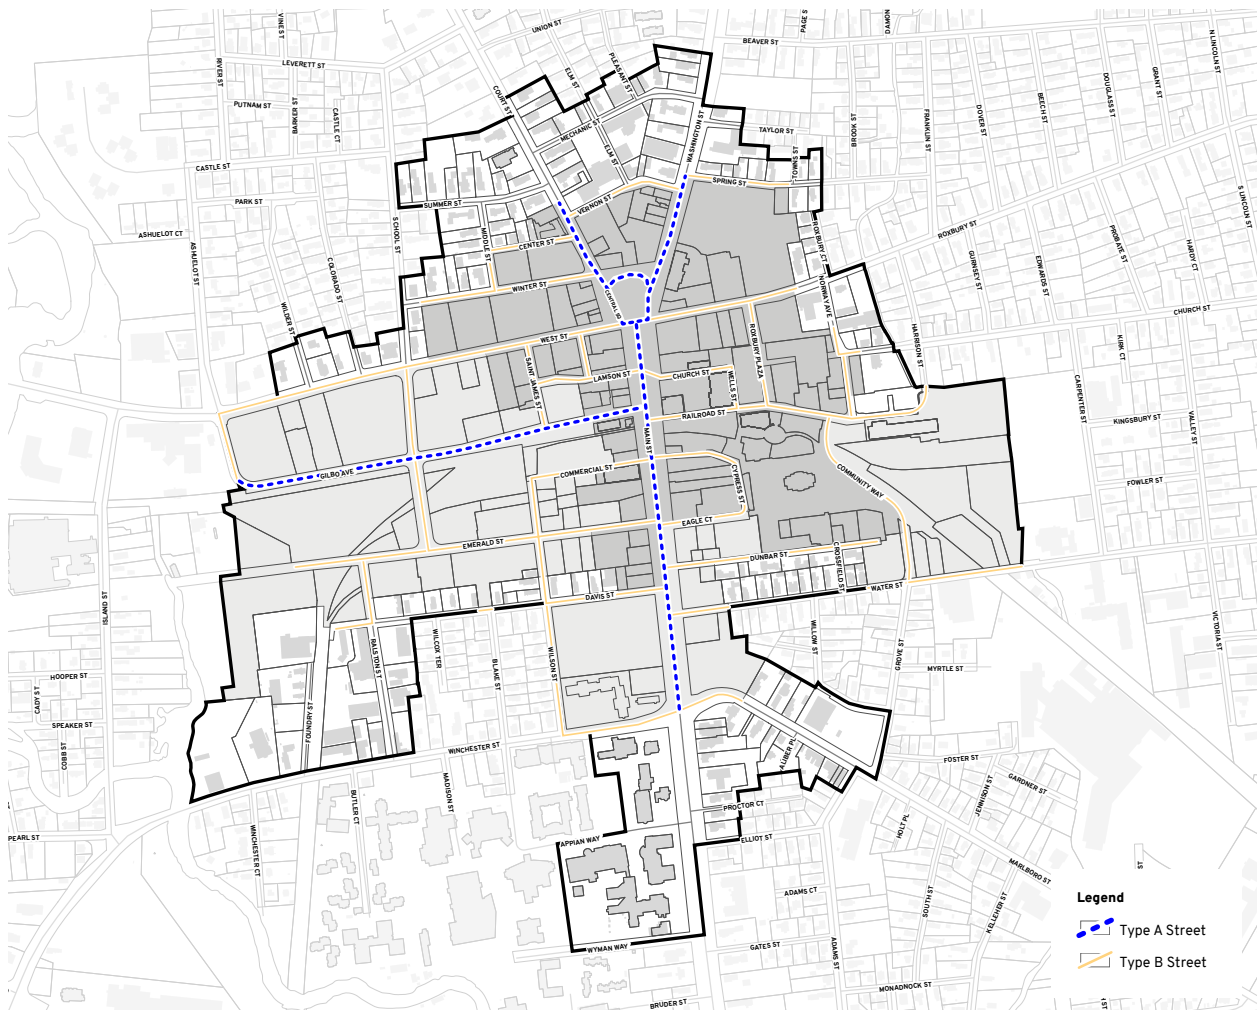 VINE ST
UNION ST
PAGE S
DAMON
N LINCOLN ST
BEAVER ST
LEVERETT ST
RIVER ST
ELM ST
PLEASANT ST
GRANT ST
DOUGLASS ST
BEECH ST
COURT ST
PUTNAM ST
BARKER ST
CASTLE CT
MECHANIC ST
WASHINGTON ST
TAYLOR ST
BROOK ST
FRANKLIN ST
DOVER ST
ELM ST
TOWNS ST
CASTLE ST
SPRING ST
PARK ST
SUMMER ST
VERNON ST
S LINCOLN ST
ASHUELOT CT
SCHOOL ST
MIDDLE ST
CENTER ST
ROXBURY CT
ROXBURY ST
PROBATE ST
HARDY CT
ASHUELOT ST
COLORADO ST
WINTER ST
CENTRAL SQ
NORWAY AVE
GURNSEY ST
EDWARDS ST
WILDER ST
CHURCH ST
WEST ST
ROXBURY PLAZA
HARRISON ST
KIRK CT
SAINT JAMES ST
LAMSON ST
CHURCH ST
WELLS ST
CARPENTER ST
RAILROAD ST
KINGSBURY ST
VALLEY ST
MAIN ST
GILBO AVE
COMMERCIAL ST
CYPRESS ST
COMMUNITY WAY
FOWLER ST
EAGLE CT
EMERALD ST
DUNBAR ST
CROSSFIELD ST
WATER ST
DAVIS ST
ISLAND ST
WILCOX TER
BLAKE ST
WILSON ST
RALSTON ST
WILLOW ST
GROVE ST
MYRTLE ST
VICTORIA ST
HOOPER ST
CADY ST
SPEAKER ST
COBB ST
FOUNDRY ST
WINCHESTER ST
ALIBER PL
FOSTER ST
GARDNER ST
JENNISON ST
MADISON ST
BUTLER CT
PROCTOR CT
WINCHESTER CT
PEARL ST
APPIAN WAY
ELLIOT ST
HOLT PL
MARLBORO ST
ST
ADAMS CT
SOUTH ST
KELLEHER ST
WYMAN WAY
GATES ST
ADAMS ST
MONADNOCK ST
BRUDER ST
Legend
Type A Street
Type B Street